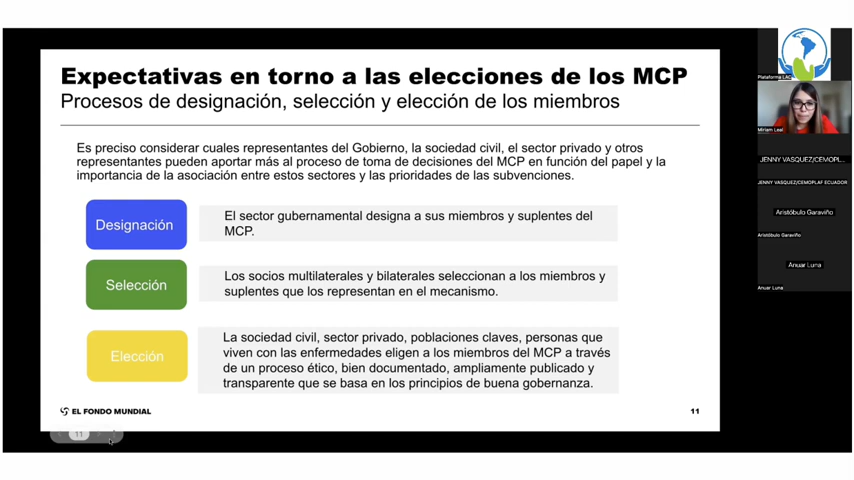 Expectativas en torno a las elecciones de los MCP
Procesos de designación, selección y elección de los miembros
Es preciso considerar cuales representantes del Gobierno, la sociedad civil, el sector privado y otros
representantes pueden aportar más al proceso de toma de decisiones del MCP en función del papel y la
importancia de la asociación entre estos sectores y las prioridades de las subvenciones.
Designación
El sector gubernamental designa a sus miembros y suplentes del
MCP.
Selección
Los socios multilaterales y bilaterales seleccionan a los miembros y
suplentes que los representan en el mecanismo.
Elección
La sociedad civil, sector privado, poblaciones claves, personas que
viven con las enfermedades eligen a los miembros del MCP a través
de un proceso ético, bien documentado, ampliamente publicado y
transparente que se basa en los principios de buena gobernanza.
EL FONDO MUNDIAL
11
11
Plataforma LAC
Miriam Leal
JENNY VASQUEZ/CEMOPL...
JENNY VASQUEZ/CEMOPLAF ECUADOR
Aristóbulo Garaviño
Aristóbulo Garaviño
Anuar Luna
Anuar Luna